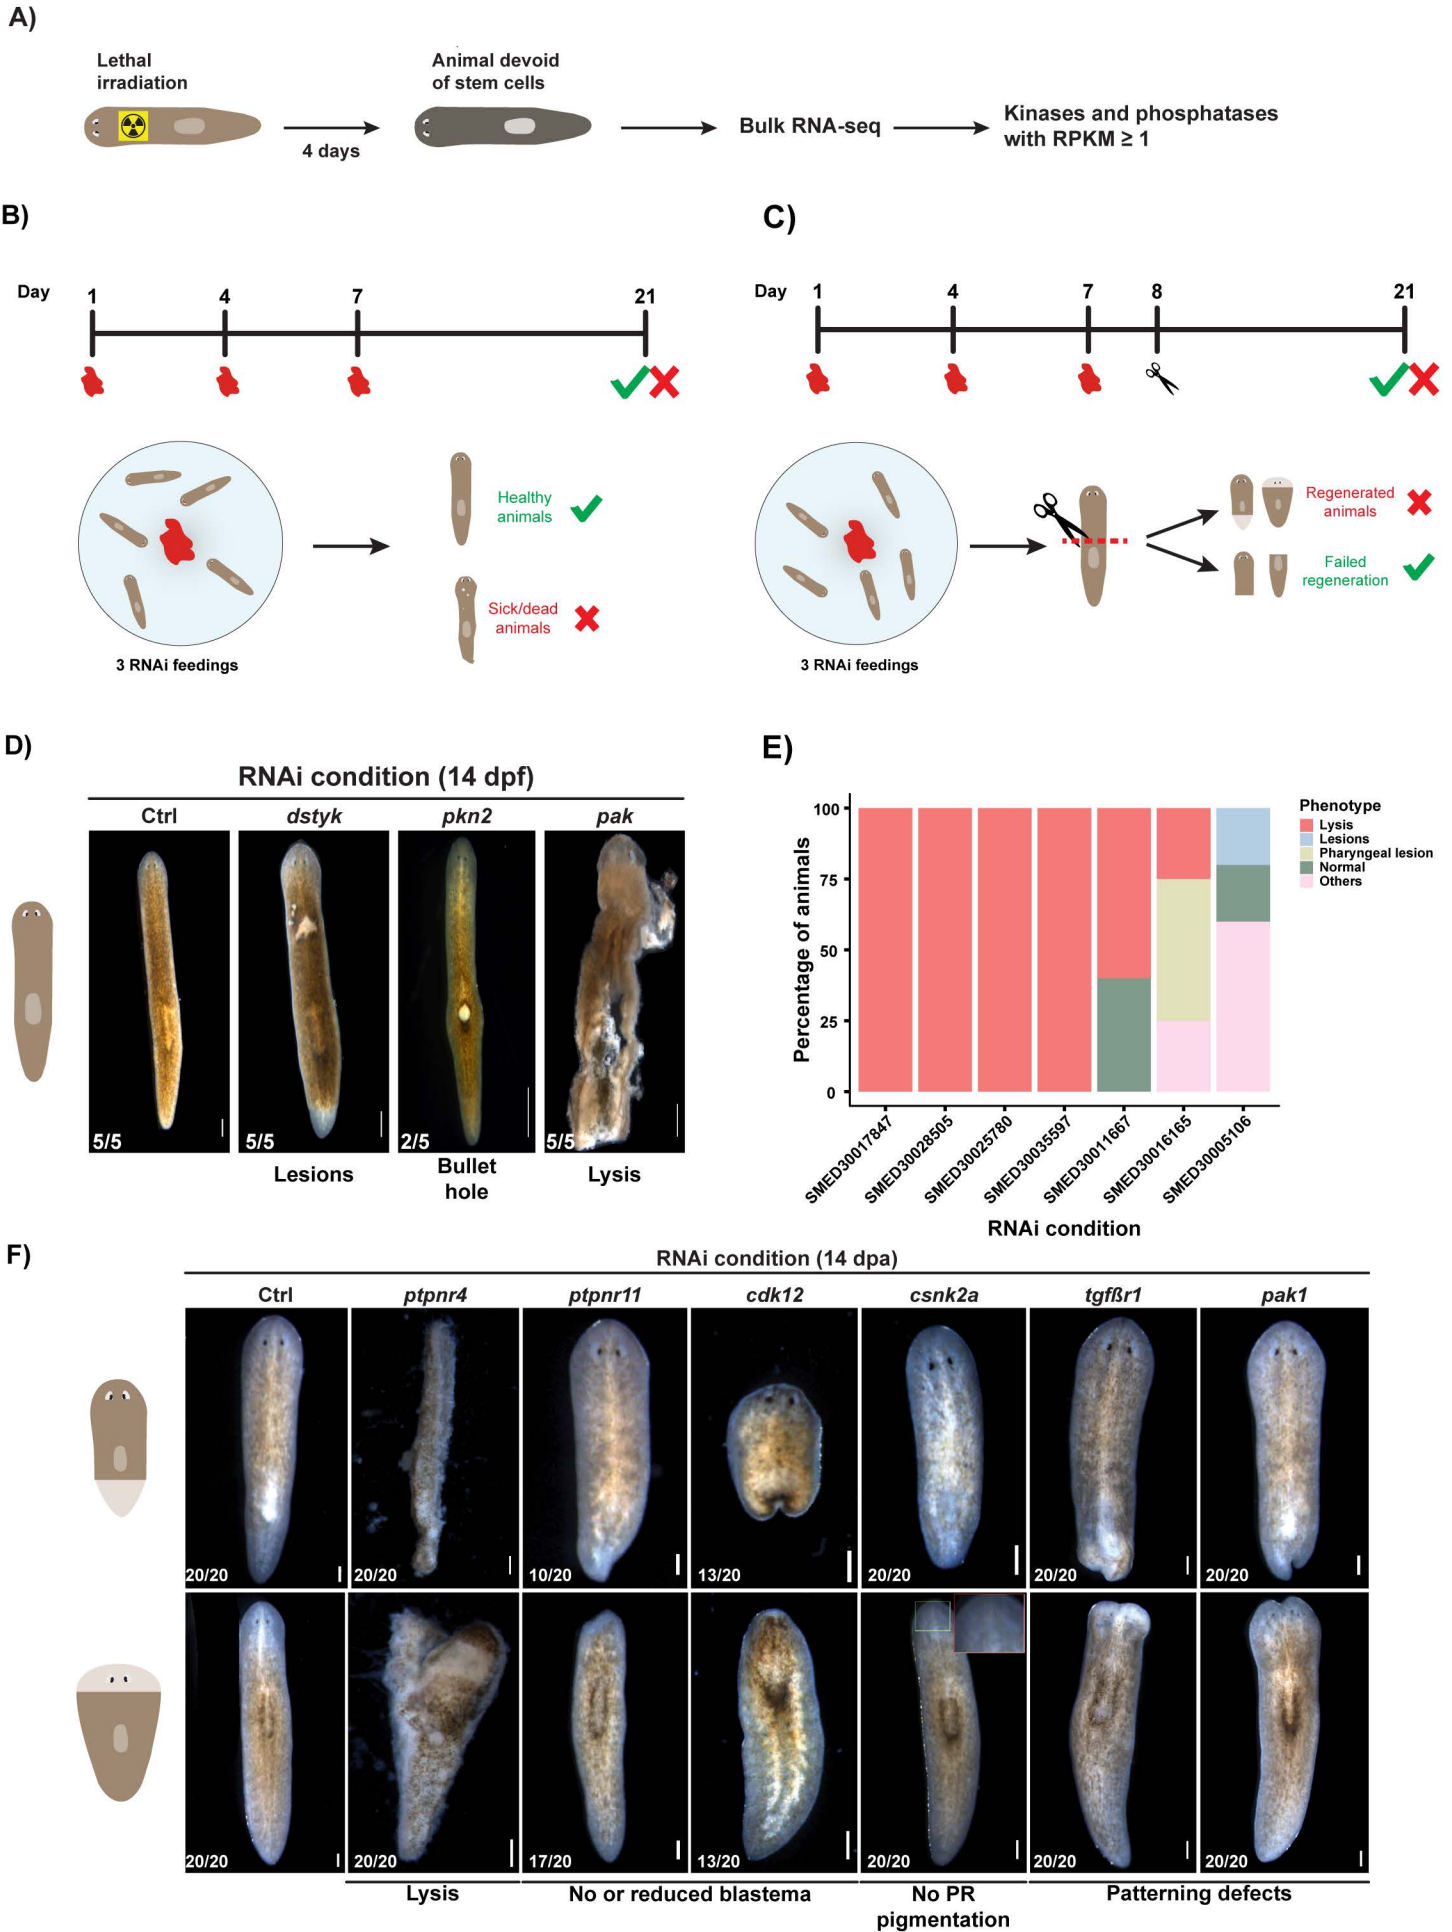 A)
Lethal
irradiation
4 days
Animal devoid
of stem cells
Bulk RNA-seq
Kinases and phosphatases
with RPKM ≥ 1
B)
Day
1
4
7
21
Healthy
animals
Sick/dead
animals
3 RNAi feedings
C)
Day
1
4
7
8
21
Regenerated
animals
Failed
regeneration
3 RNAi feedings
D)
RNAi condition (14 dpf)
Ctrl
dstyk
pkn2
pak
5/5
5/5
2/5
5/5
Lesions
Bullet
hole
Lysis
E)
Percentage of animals
100
75
50
25
0
SMED30017847
SMED30028505
SMED30025780
SMED30035597
SMED30011667
SMED30016165
SMED30005106
RNAi condition
Phenotype
Lysis
Lesions
Pharyngeal lesion
Normal
Others
F)
RNAi condition (14 dpa)
Ctrl
ptpnr4
ptpnr11
cdk12
csnk2a
tgfßr1
pak1
20/20
20/20
10/20
13/20
20/20
20/20
20/20
20/20
20/20
17/20
13/20
20/20
20/20
20/20
Lysis
No or reduced blastema
No PR
pigmentation
Patterning defects